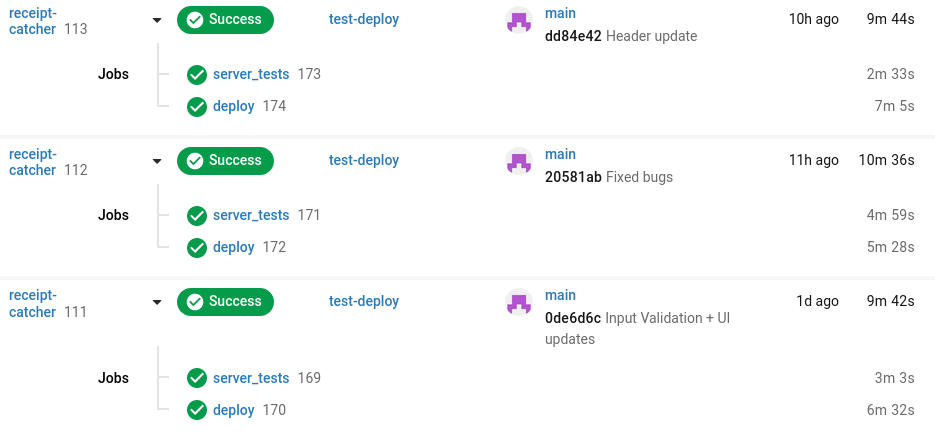 receipt- Success test-deploy main 10h ago 9m 44s
catcher 113 dd84e42 Header update
Jobs server_tests 173 2m 33s
deploy 174 7m 5s
receipt- Success test-deploy main 11h ago 10m 36s
catcher 112 20581ab Fixed bugs
Jobs server_tests 171 4m 59s
deploy 172 5m 28s
receipt- Success test-deploy main 1d ago 9m 42s
catcher 111 0de6d6c Input Validation + UI
updates
Jobs server_tests 169 3m 3s
deploy 170 6m 32s